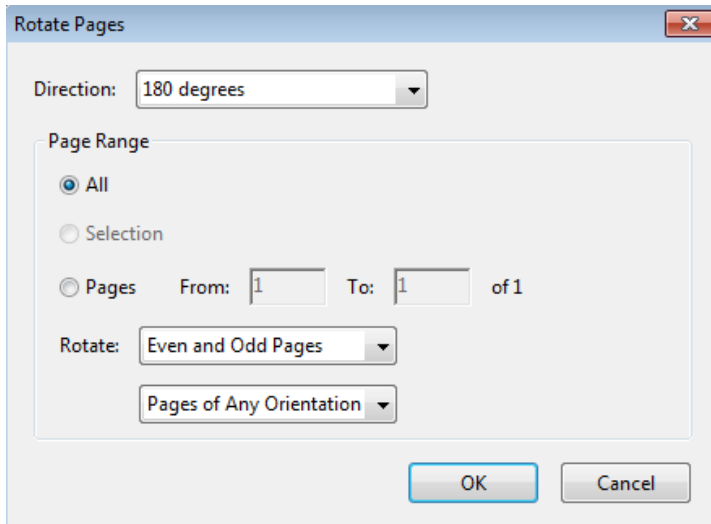 Rotate Pages
Direction: 180 degrees
Page Range
All
Selection
Pages From: 1 To: 1 of 1
Rotate: Even and Odd Pages
Pages of Any Orientation
OK Cancel